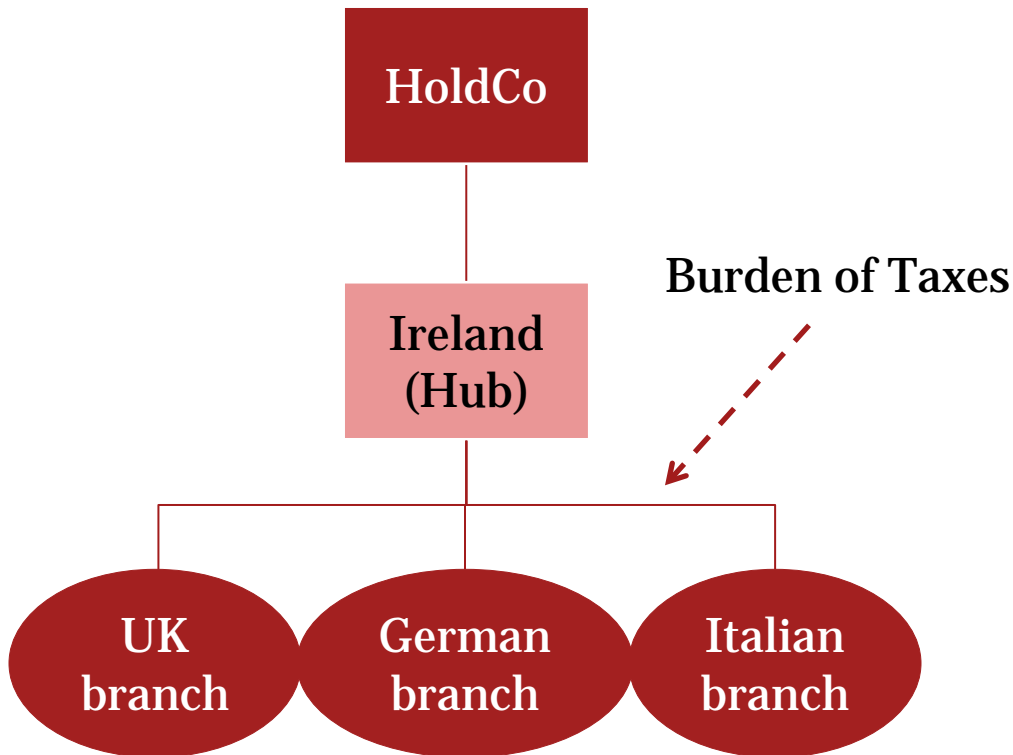 HoldCo
Burden of Taxes
Ireland
(Hub)
UK
branch
German
branch
Italian
branch